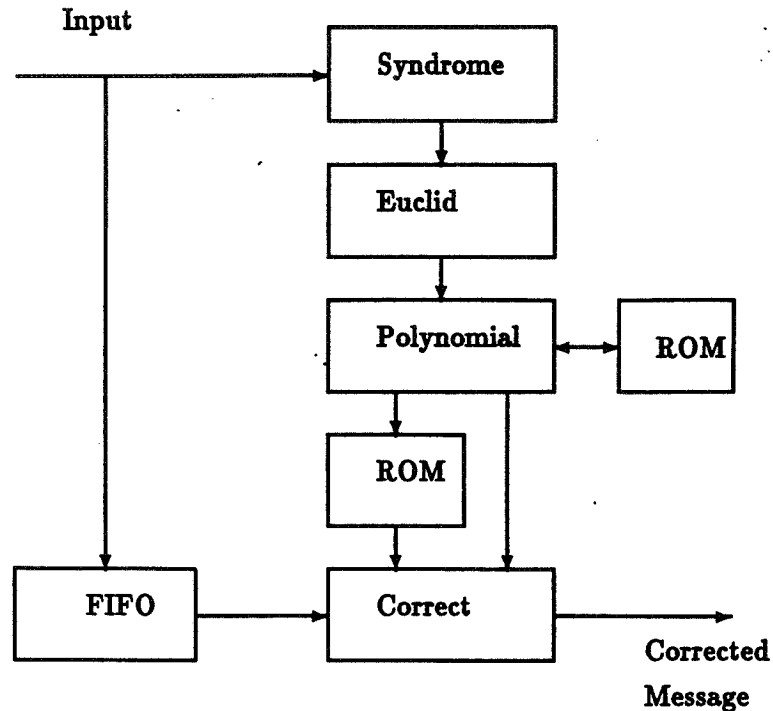 Input
Syndrome
Euclid
Polynomial
ROM
ROM
FIFO
Correct
Corrected
Message